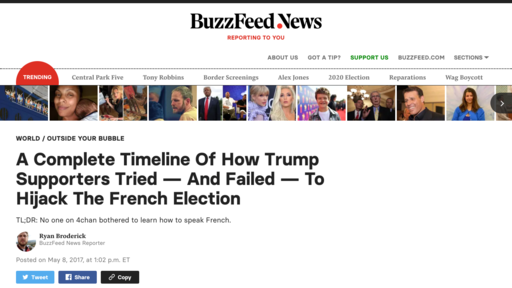 BuzzFeed.News
REPORTING TO YOU
ABOUT US GOT A TIP? SUPPORT US BUZZFEED.COM SECTIONS
TRENDING Central Park Five Tony Robbins Border Screenings Alex Jones 2020 Election Reparations Wag Boycott
WORLD / OUTSIDE YOUR BUBBLE
A Complete Timeline Of How Trump
Supporters Tried — And Failed — To
Hijack The French Election
TL;DR: No one on 4chan bothered to learn how to speak French.
Ryan Broderick
BuzzFeed News Reporter
Posted on May 8, 2017, at 1:02 p.m. ET
Tweet Share Copy